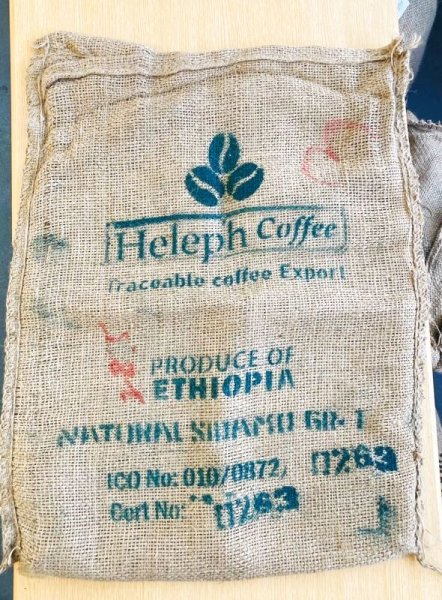 Heleph Coffee
Traceable coffee Export
PRODUCE OF
ETHIOPIA
NATURAL SIDAMO GR-1
ICO No: 010/0872/ 0263
Cert No: 0263